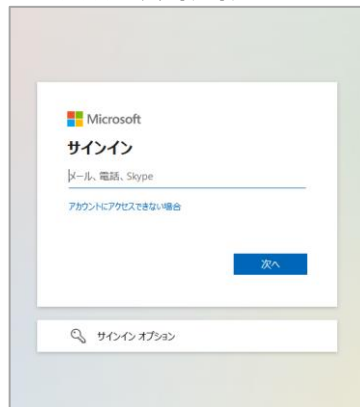 Microsoft
サインイン
メール、電話、Skype
アカウントにアクセスできない場合
次へ
サインイン オプション